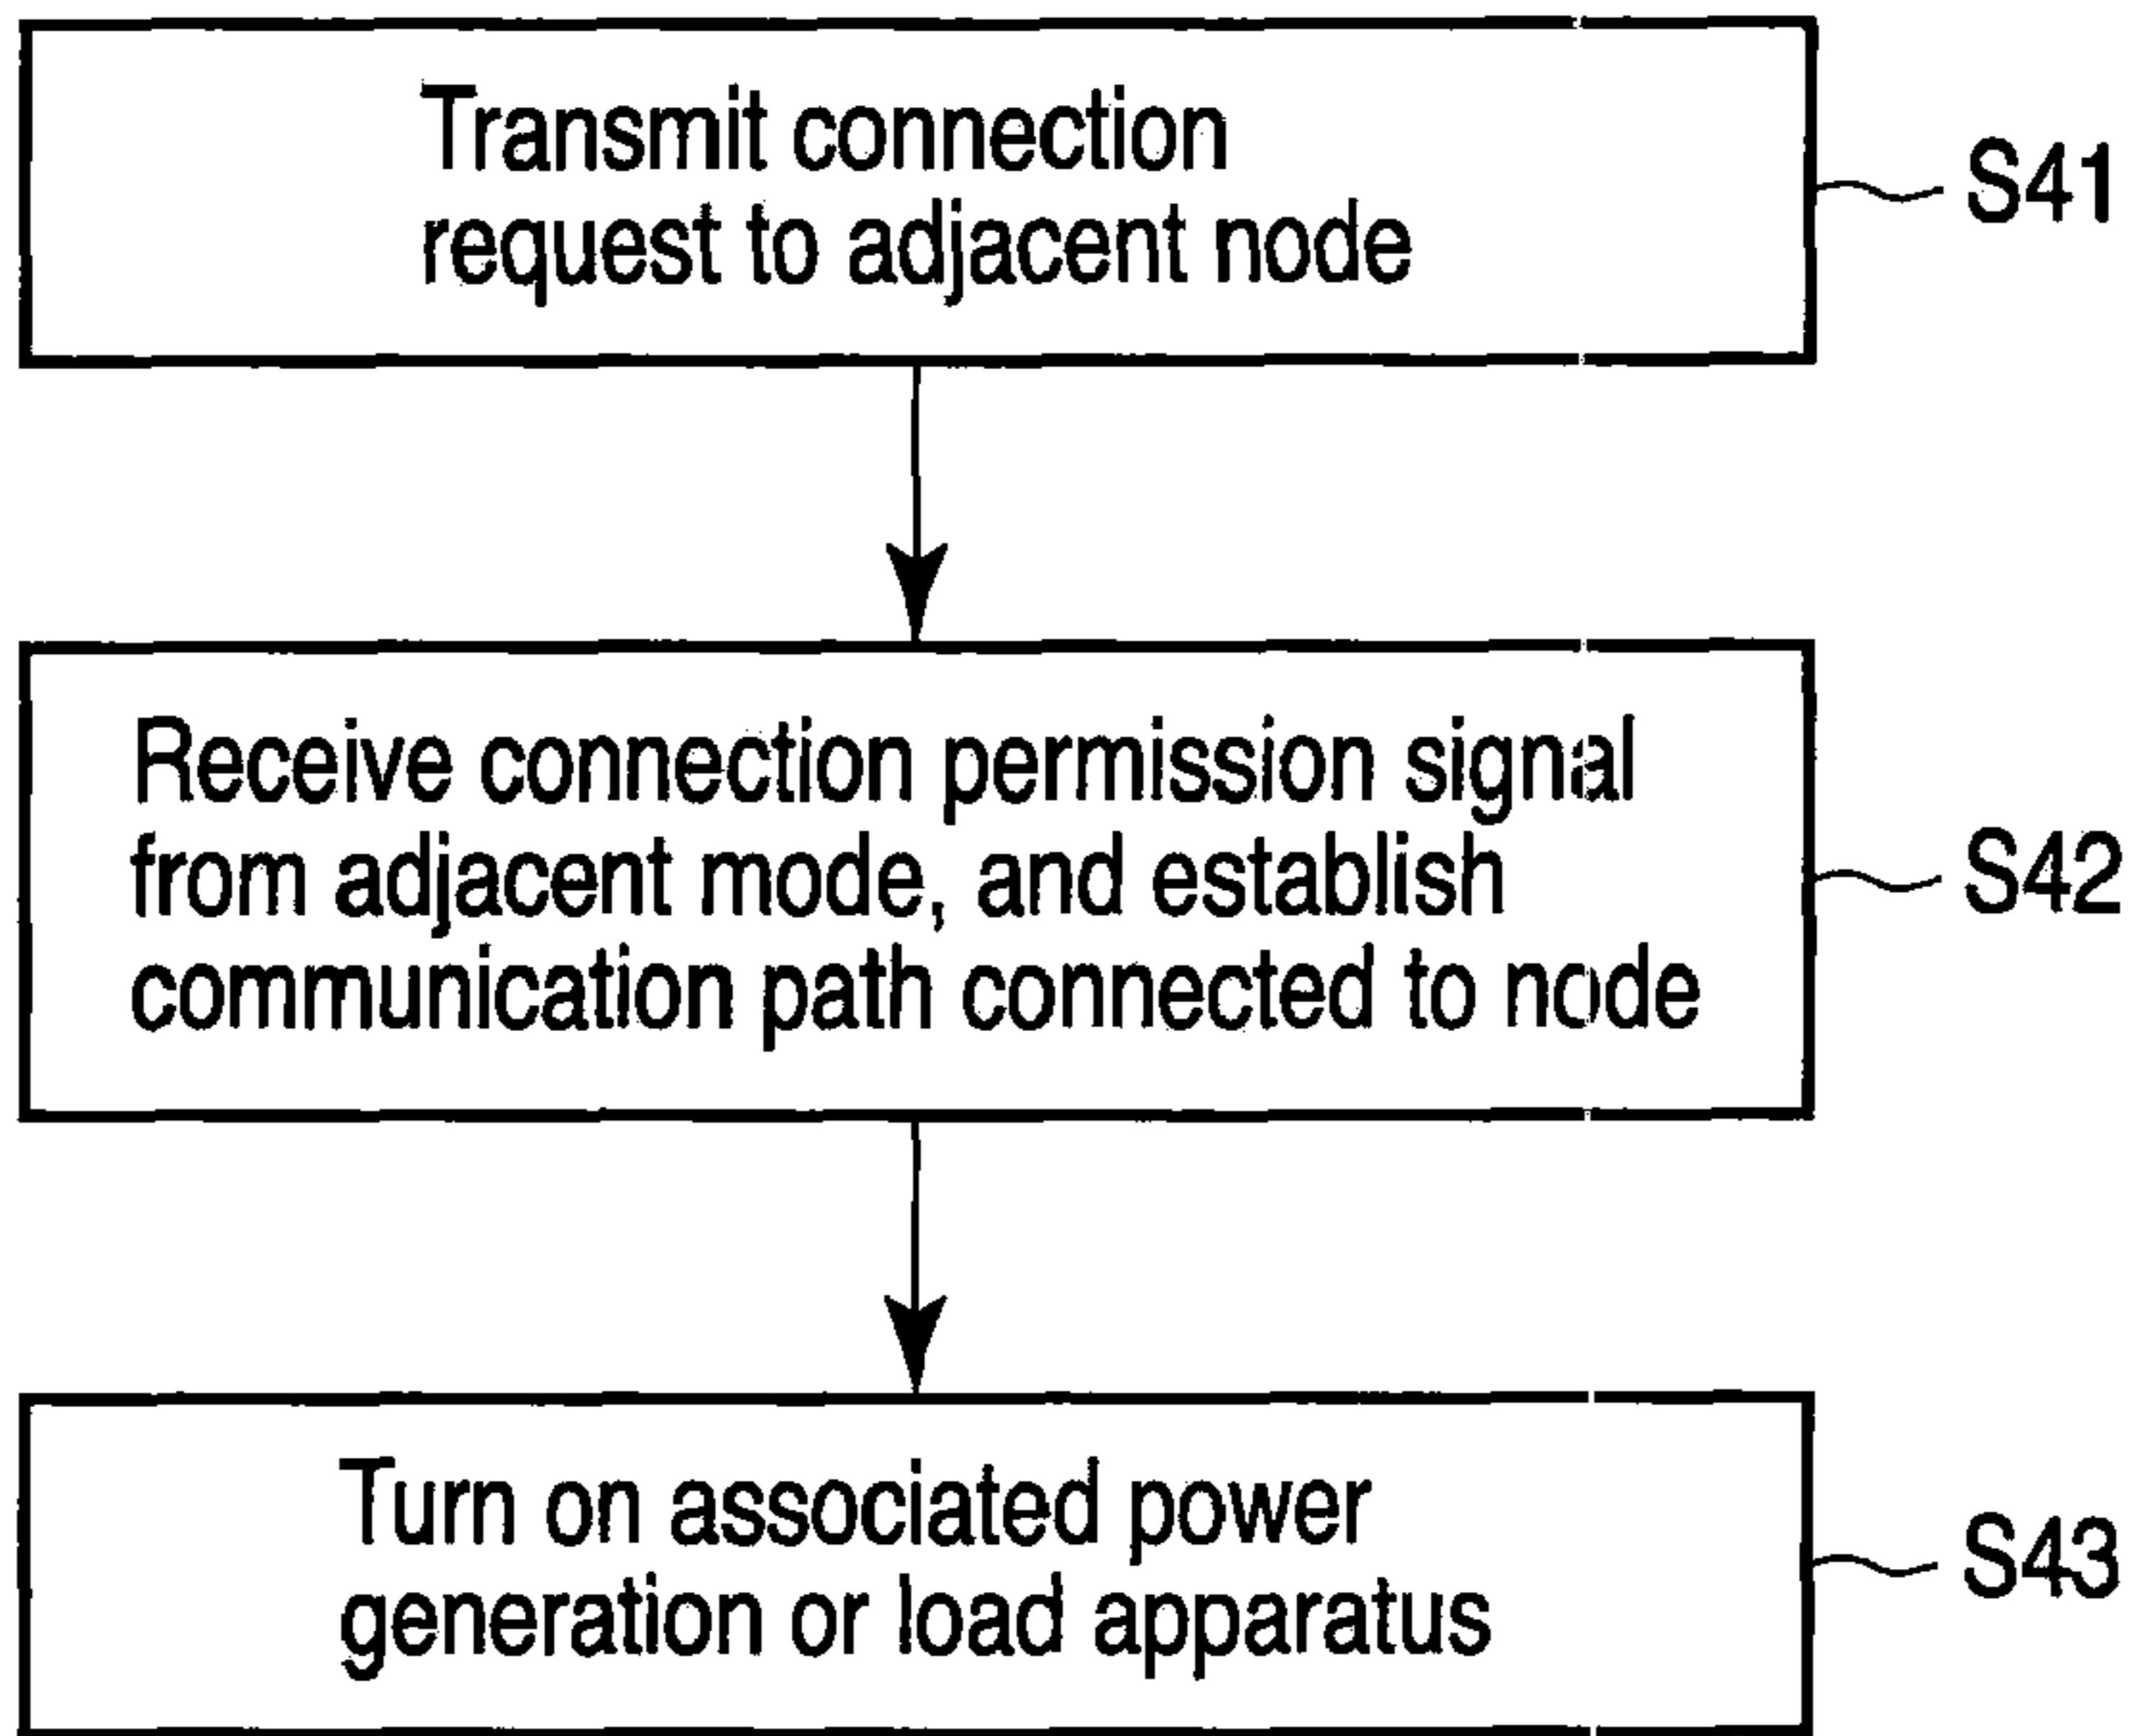 Transmit connection
request to adjacent node
S41
Receive connection permission signal
from adjacent mode, and establish
communication path connected to node
S42
Turn on associated power
generation or load apparatus
S43